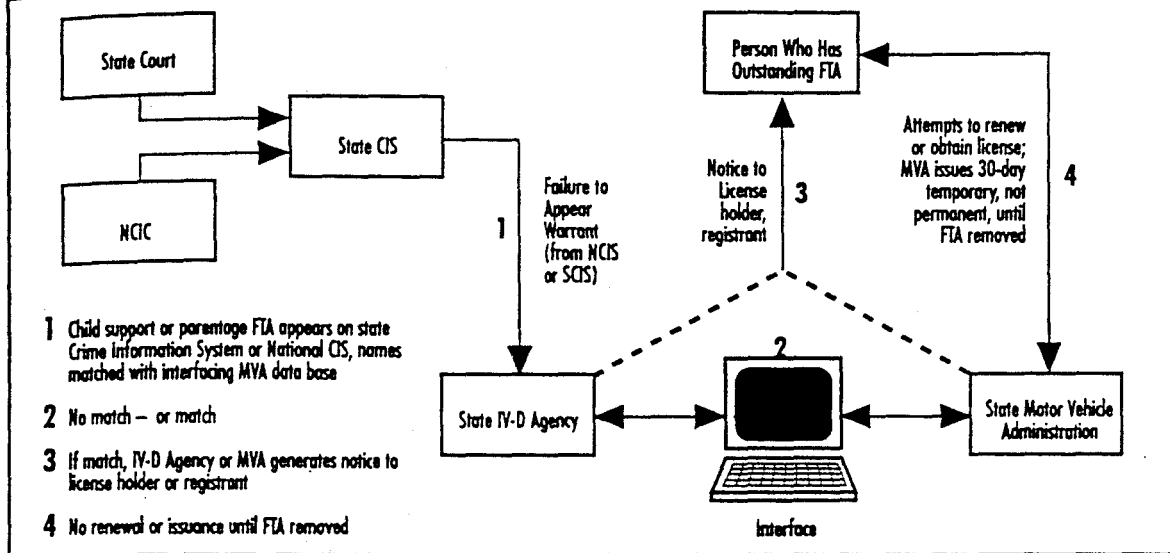 State Court
NCIC
State CIS
1
Failure to
Appear
Warrant
(from NCIS
or SCIS)
Person Who Has
Outstanding FTA
Notice to
License
holder,
registrant
3
Attempts to renew
or obtain license;
MVA issues 30-day
temporary, not
permanent, until
FTA removed
4
1 Child support or parentage FTA appears on state
Crime Information System or National CIS, names
matched with interfacing MVA data base
2 No match – or match
3 If match, IV-D Agency or MVA generates notice to
license holder or registrant
4 No renewal or issuance until FTA removed
State IV-D Agency
2
Interface
State Motor Vehicle
Administration